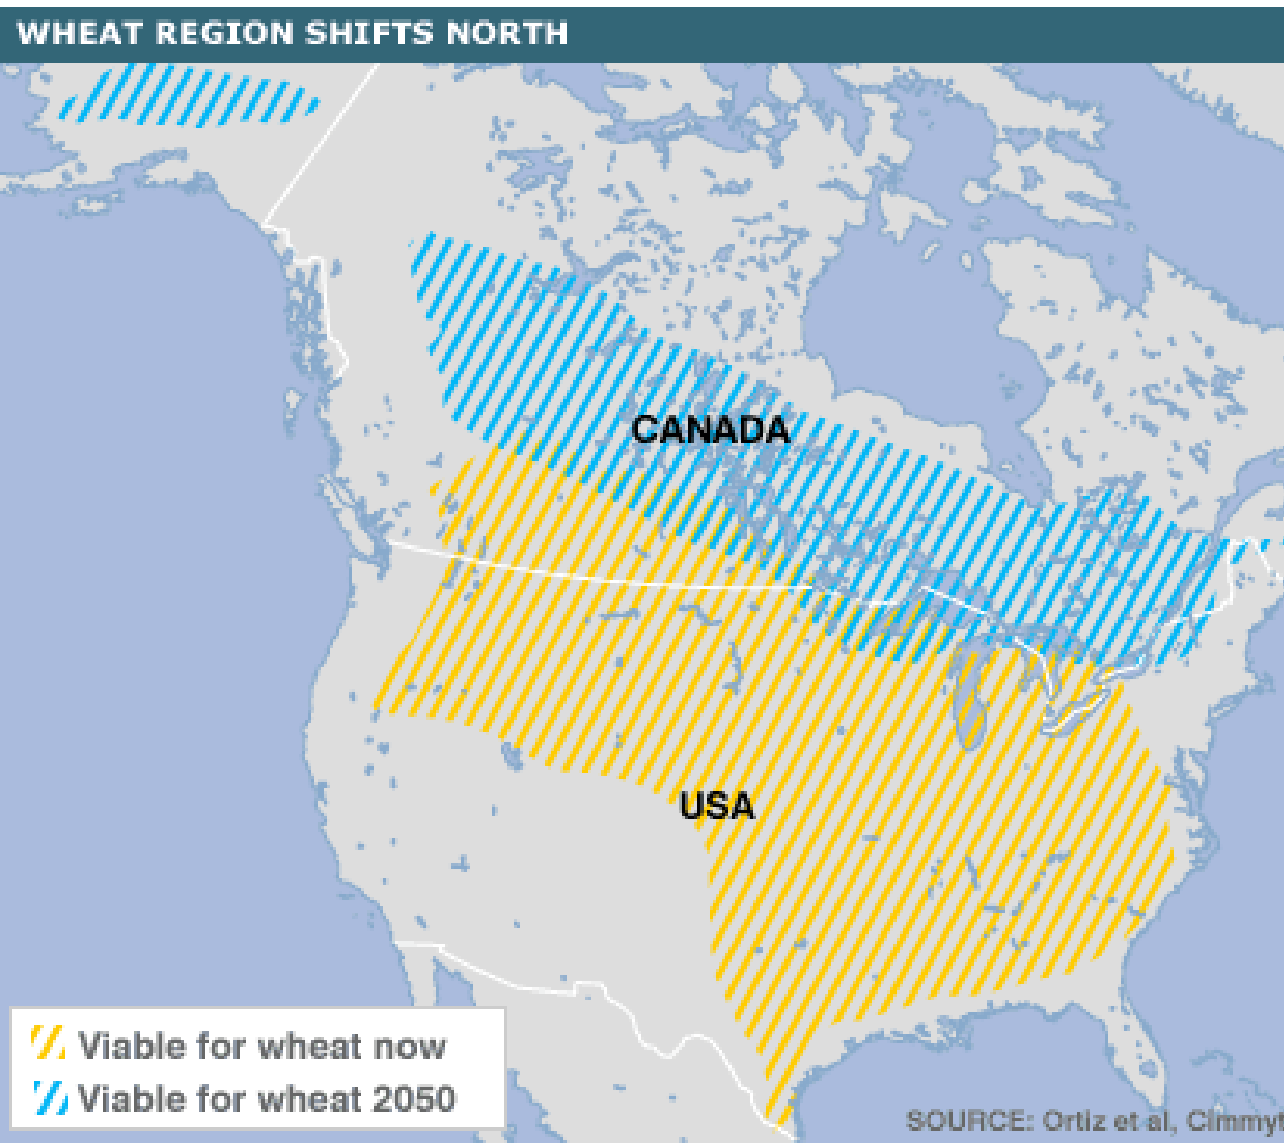 WHEAT REGION SHIFTS NORTH
CANADA
USA
Viable for wheat now
Viable for wheat 2050
SOURCE: Ortiz et al, Cimmyt